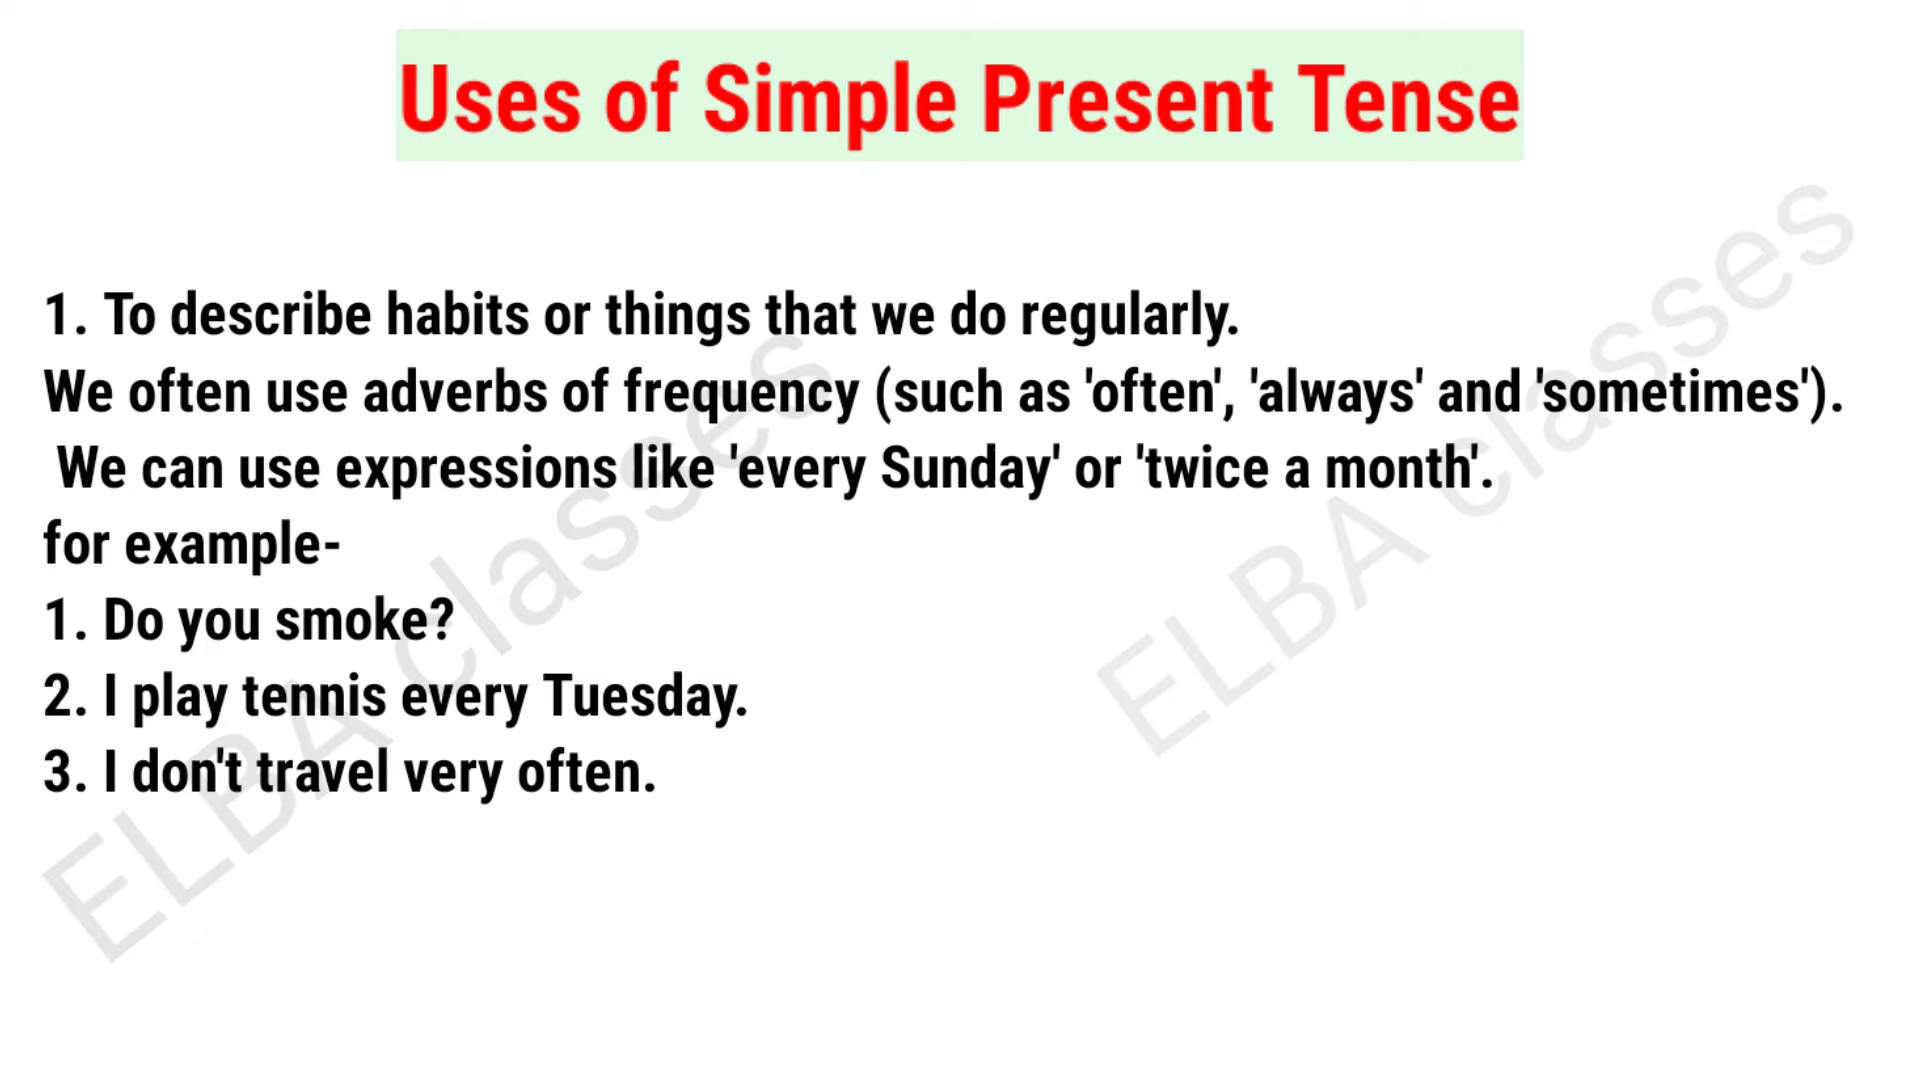 Uses of Simple Present Tense
1. To describe habits or things that we do regularly.
We often use adverbs of frequency (such as 'often', 'always' and 'sometimes').
We can use expressions like 'every Sunday' or 'twice a month'.
for example-
1. Do you smoke?
2. I play tennis every Tuesday.
3. I don't travel very often.
ELBA classes
ELBA classes